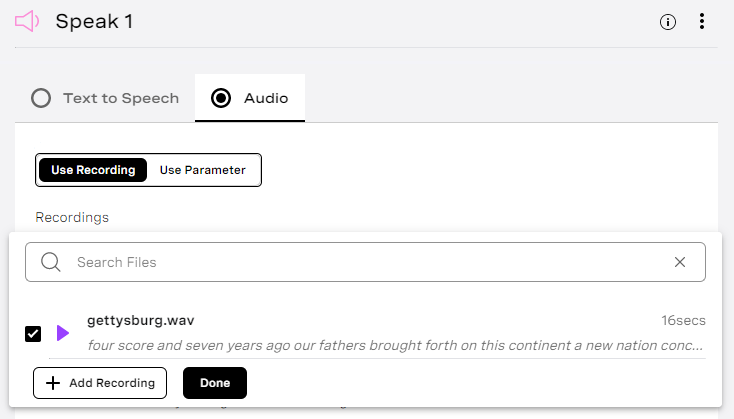 Speak 1
Text to Speech
Audio
Use Recording
Use Parameter
Recordings
Search Files
gettysburg.wav
16secs
four score and seven years ago our fathers brought forth on this continent a new nation conc...
Add Recording
Done